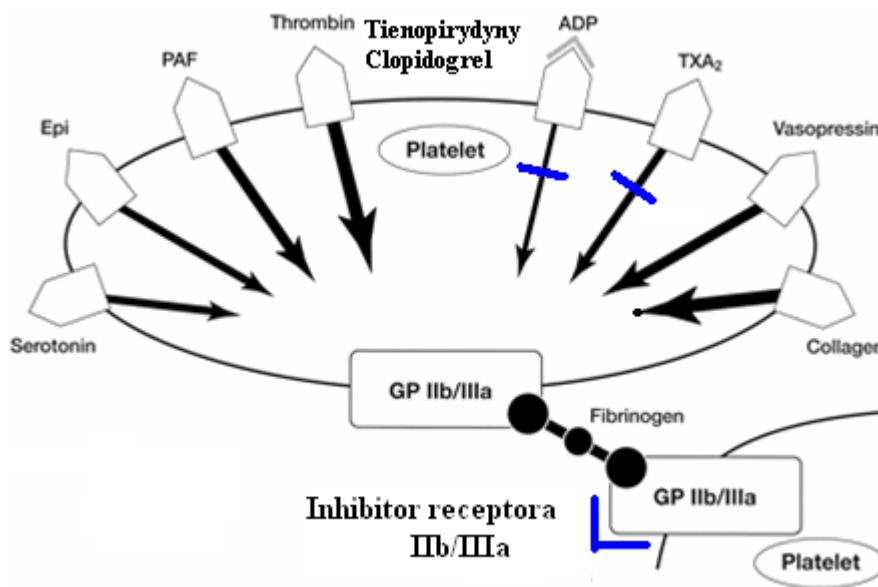 Thrombin
Tienopirydyny
Clopidogrel
ADP
PAF
TXA₂
Epi
Vasopressin
Platelet
Serotonin
Collagen
GP IIb/IIIa
Fibrinogen
GP IIb/IIIa
Inhibitor receptora
IIb/IIIa
Platelet